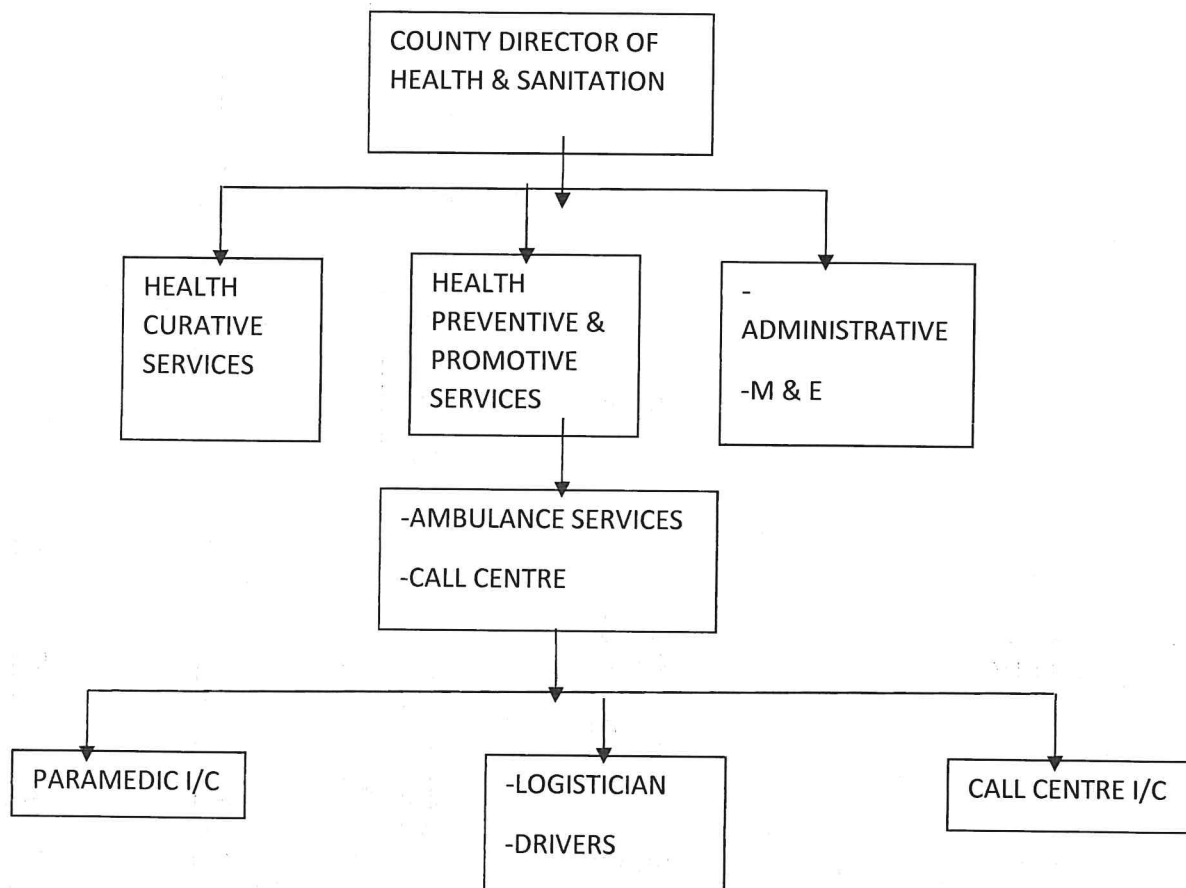 COUNTY DIRECTOR OF
HEALTH & SANITATION
HEALTH
CURATIVE
SERVICES
HEALTH
PREVENTIVE &
PROMOTIVE
SERVICES
-
ADMINISTRATIVE
-M & E
-AMBULANCE SERVICES
-CALL CENTRE
PARAMEDIC I/C
-LOGISTICIAN
-DRIVERS
CALL CENTRE I/C